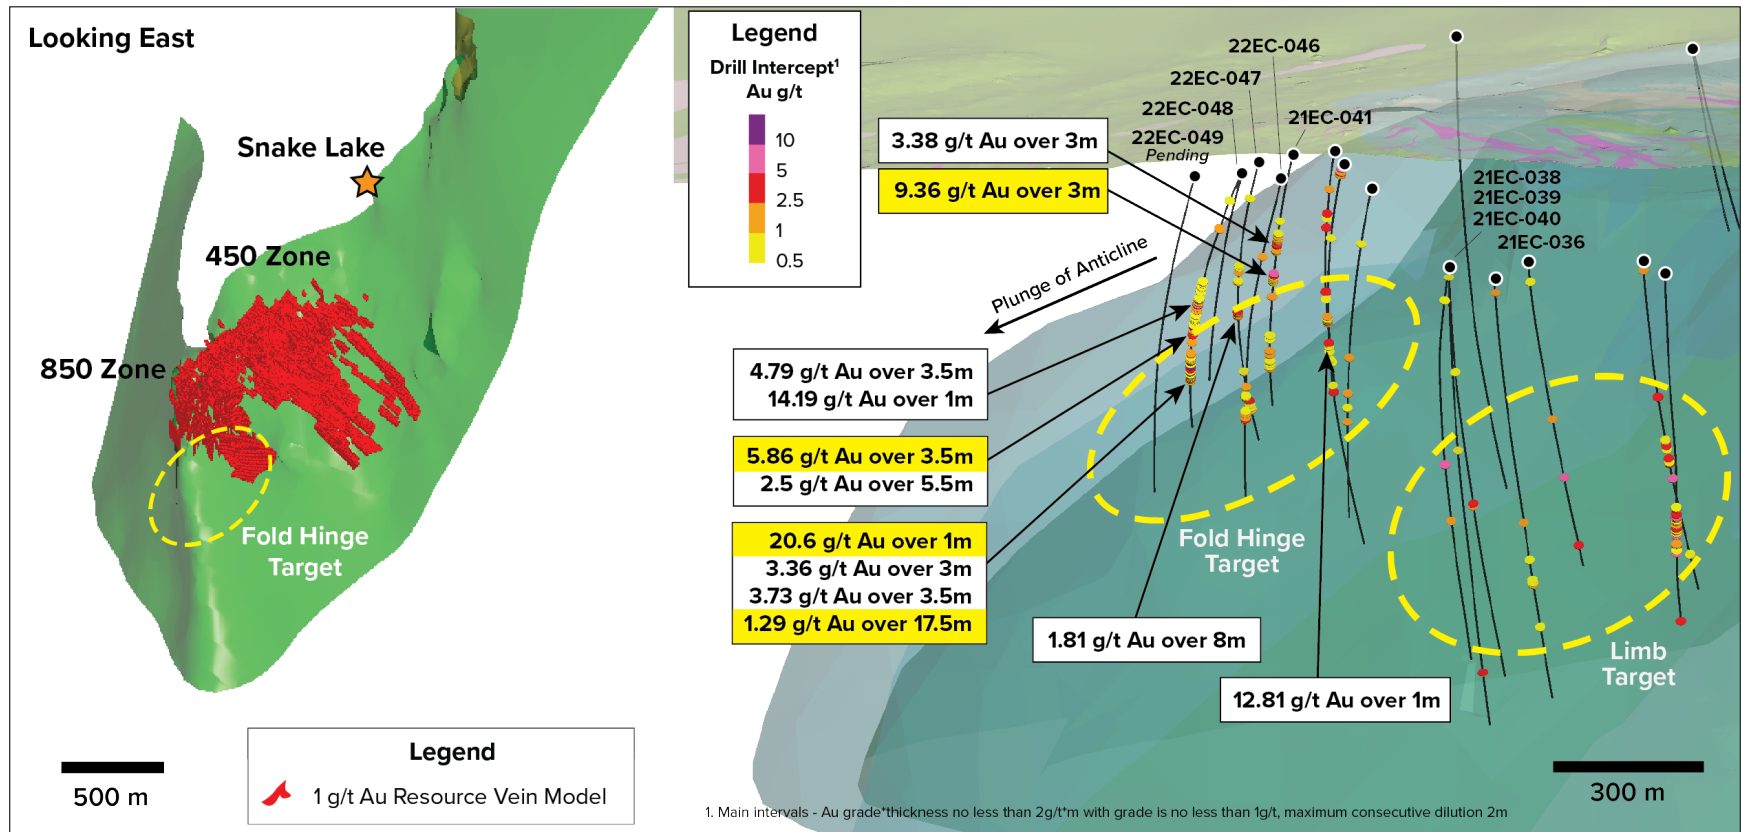 Looking East
Snake Lake
450 Zone
850 Zone
Fold Hinge
Target
500 m
Legend
1 g/t Au Resource Vein Model
Legend
Drill Intercept¹
Au g/t
10
5
2.5
1
0.5
22EC-046
22EC-047
22EC-048
22EC-049
Pending
21EC-041
3.38 g/t Au over 3m
9.36 g/t Au over 3m
Plunge of Anticline
21EC-038
21EC-039
21EC-040
21EC-036
4.79 g/t Au over 3.5m
14.19 g/t Au over 1m
5.86 g/t Au over 3.5m
2.5 g/t Au over 5.5m
20.6 g/t Au over 1m
3.36 g/t Au over 3m
3.73 g/t Au over 3.5m
1.29 g/t Au over 17.5m
Fold Hinge
Target
1.81 g/t Au over 8m
12.81 g/t Au over 1m
Limb
Target
300 m
1. Main intervals - Au grade*thickness no less than 2g/t*m with grade is no less than 1g/t, maximum consecutive dilution 2m